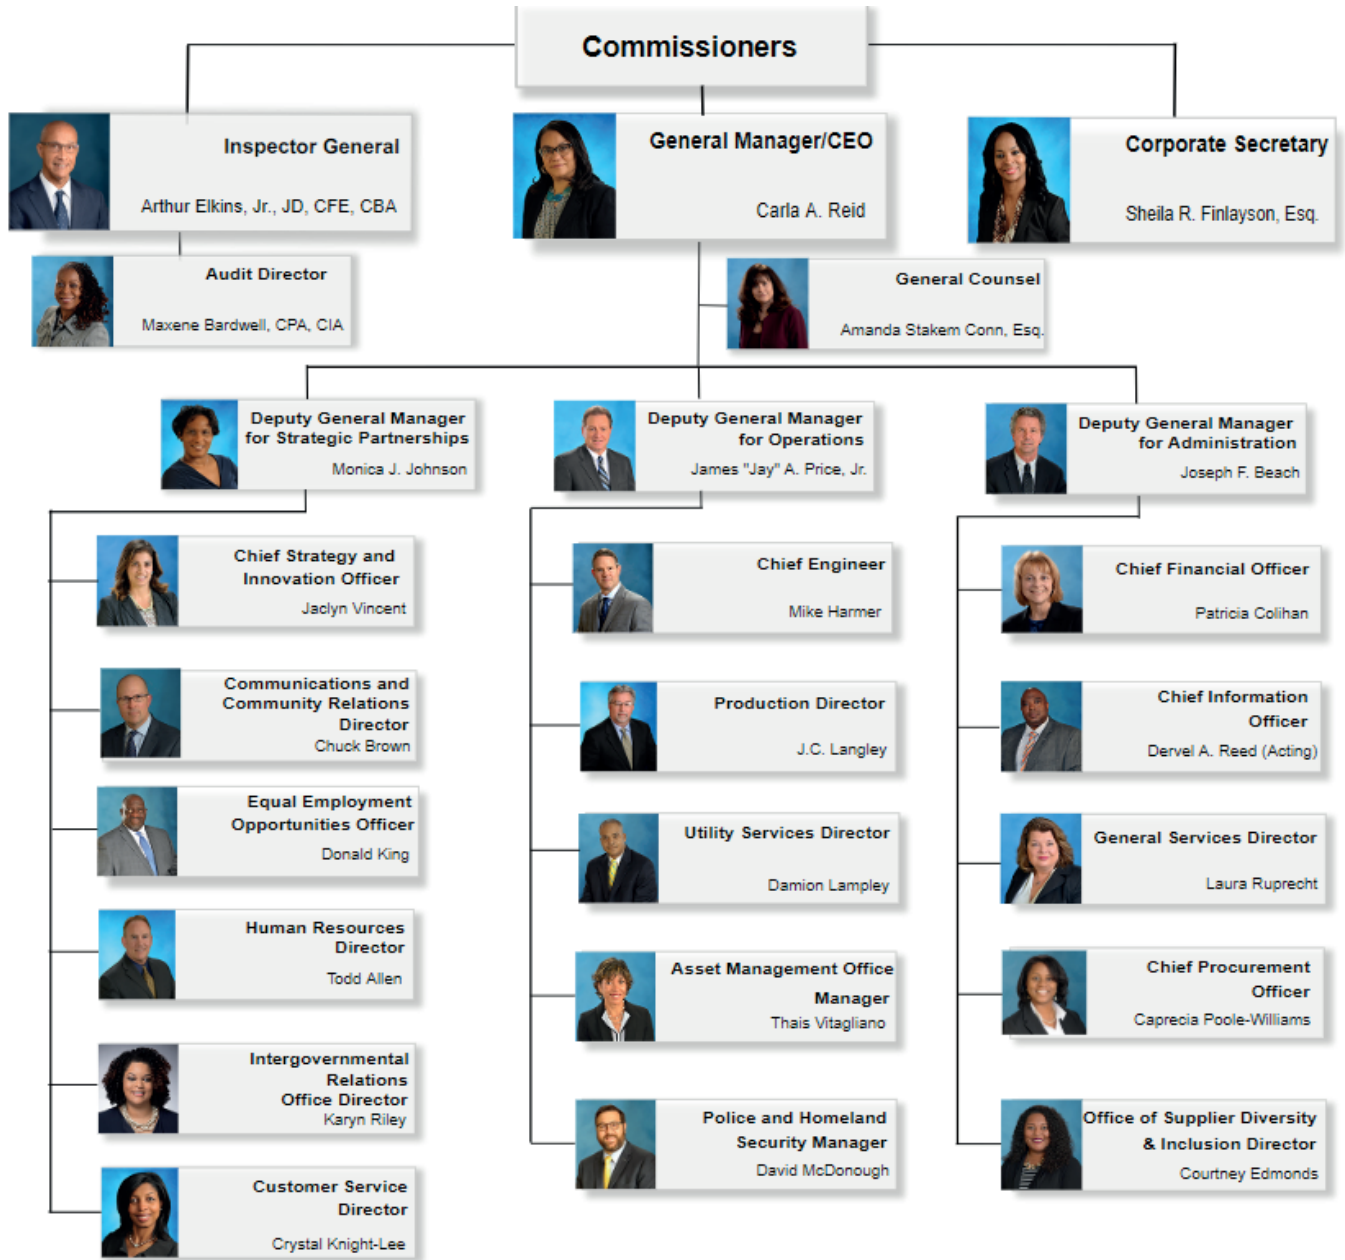 Commissioners
Inspector General
Arthur Elkins, Jr., JD, CFE, CBA
General Manager/CEO
Carla A. Reid
Corporate Secretary
Sheila R. Finlayson, Esq.
Audit Director
Maxene Bardwell, CPA, CIA
General Counsel
Amanda Stakem Conn, Esq.
Deputy General Manager
for Strategic Partnerships
Monica J. Johnson
Deputy General Manager
for Operations
James "Jay" A. Price, Jr.
Deputy General Manager
for Administration
Joseph F. Beach
Chief Strategy and
Innovation Officer
Jaclyn Vincent
Communications and
Community Relations
Director
Chuck Brown
Equal Employment
Opportunities Officer
Donald King
Human Resources
Director
Todd Allen
Intergovernmental
Relations
Office Director
Karyn Riley
Customer Service
Director
Crystal Knight-Lee
Chief Engineer
Mike Harmer
Production Director
J.C. Langley
Utility Services Director
Damion Lampley
Asset Management Office
Manager
Thais Vitagliano
Police and Homeland
Security Manager
David McDonough
Chief Financial Officer
Patricia Colihan
Chief Information
Officer
Dervel A. Reed (Acting)
General Services Director
Laura Ruprecht
Chief Procurement
Officer
Caprecia Poole-Williams
Office of Supplier Diversity
& Inclusion Director
Courtney Edmonds